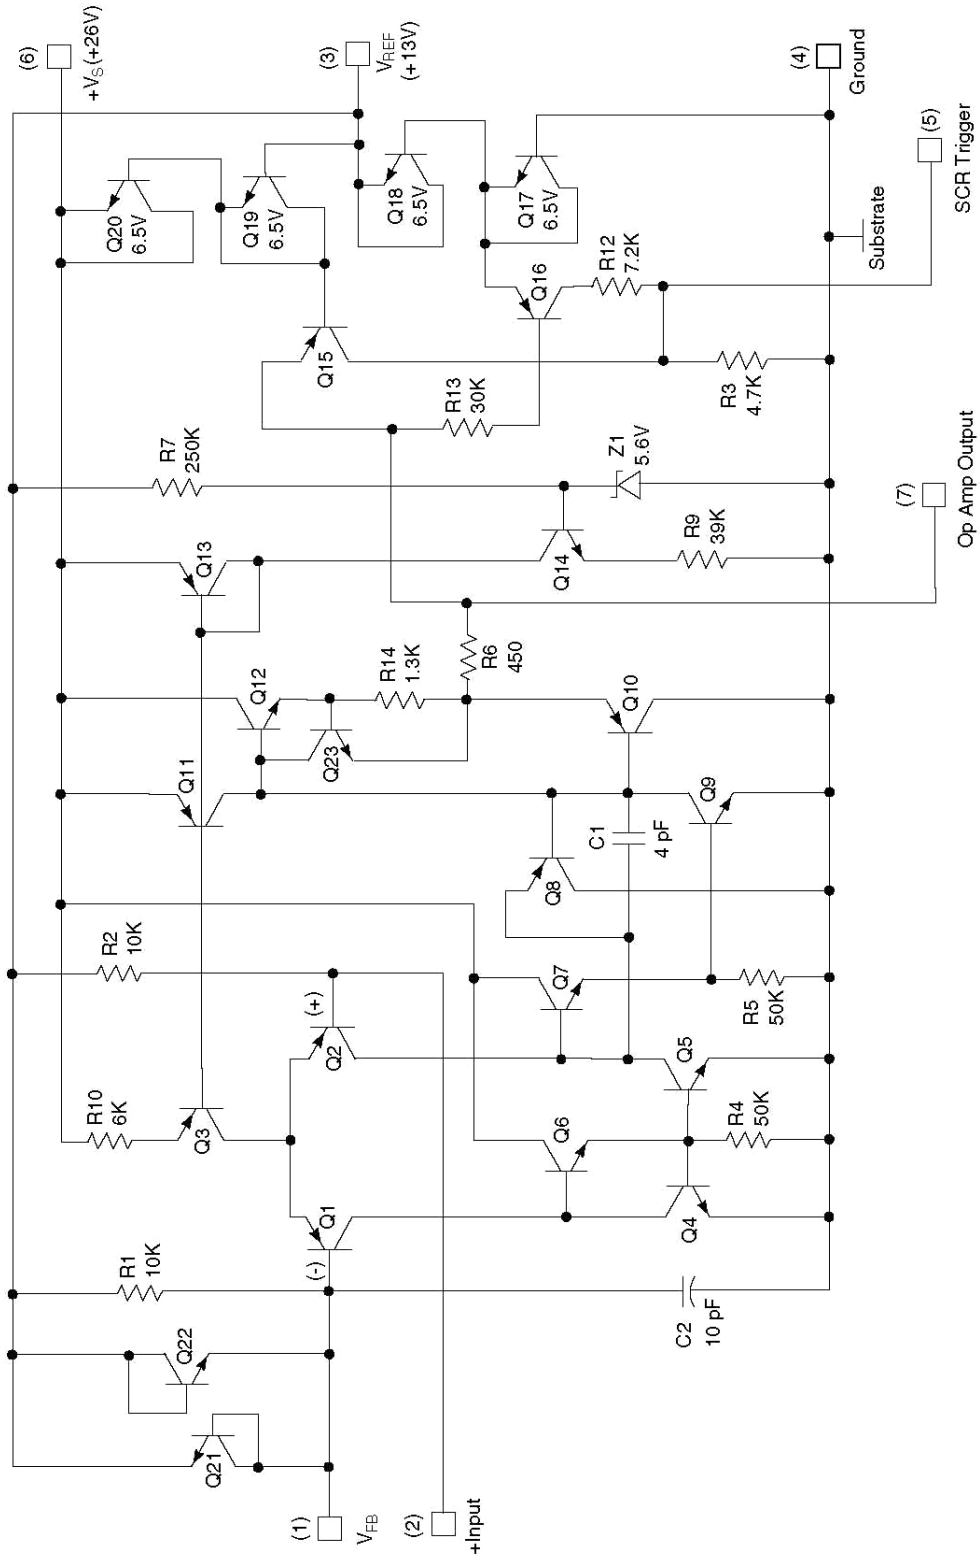 (6)
+VS (+26V)
(3)
VREF
(+13V)
(4)
Ground
(5)
SCR Trigger
Substrate
(7)
Op Amp Output
Q20
6.5V
Q19
6.5V
Q18
6.5V
Q17
6.5V
Q16
R12
7.2K
Q15
R13
30K
R3
4.7K
R7
250K
Z1
5.6V
Q13
Q14
R9
39K
Q12
R14
1.3K
R6
450
Q23
Q10
Q11
Q9
C1
4 pF
Q8
R2
10K
(+)
Q2
Q7
R5
50K
Q5
R10
6K
Q3
Q6
R4
50K
Q1
(-)
Q4
R1
10K
C2
10 pF
Q22
Q21
(1)
VFB
(2)
+Input